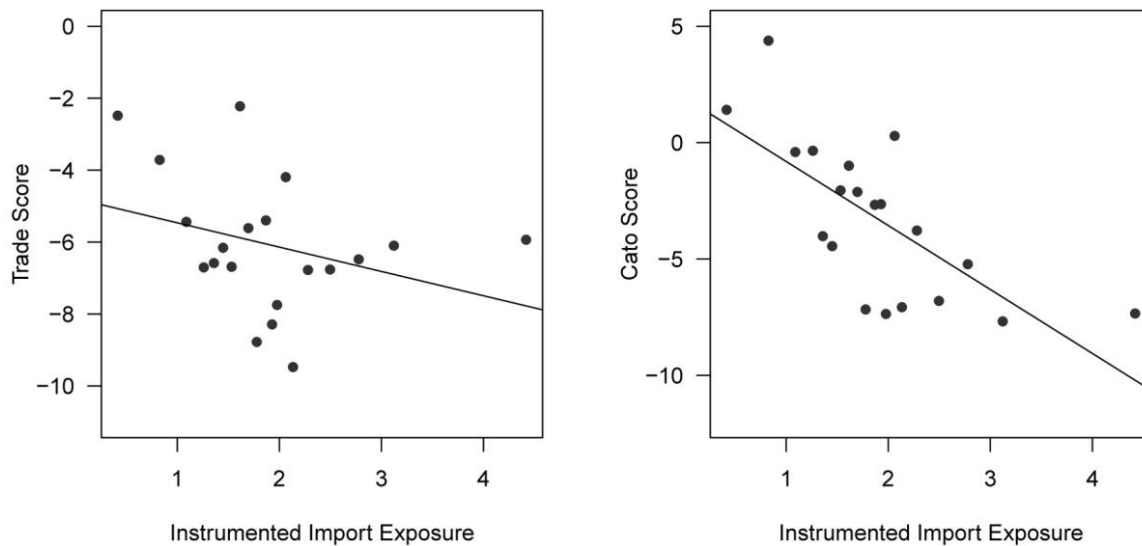 0
−2
−4
−6
−8
−10
Trade Score
1 2 3 4
Instrumented Import Exposure
5
0
−5
−10
Cato Score
1 2 3 4
Instrumented Import Exposure